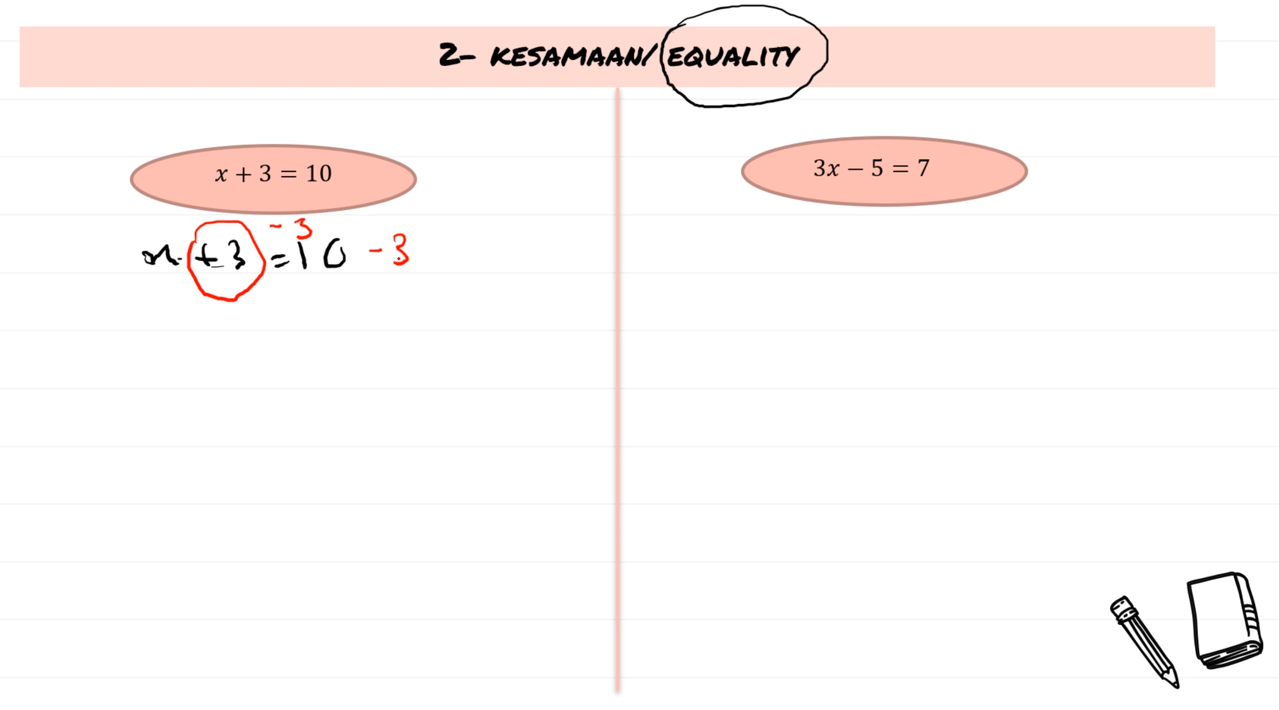 2- KESAMAAN/ EQUALITY
x + 3 = 10
x + 3 - 3 = 10 - 3
3x − 5 = 7